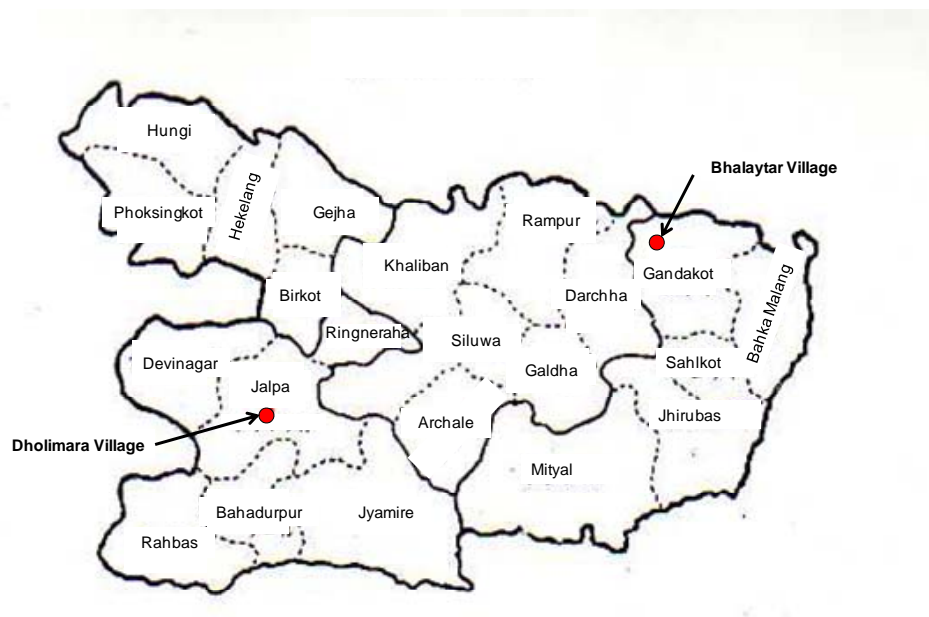 Hungi
Bhalaytar Village
Phoksingkot
Hekelang
Gejha
Rampur
Khaliban
Gandakot
Birkot
Darchha
Bahka Malang
Ringneraha
Siluwa
Devinagar
Galdha
Sahlkot
Jalpa
Archale
Jhirubas
Dholimara Village
Mityal
Bahadurpur
Jyamire
Rahbas